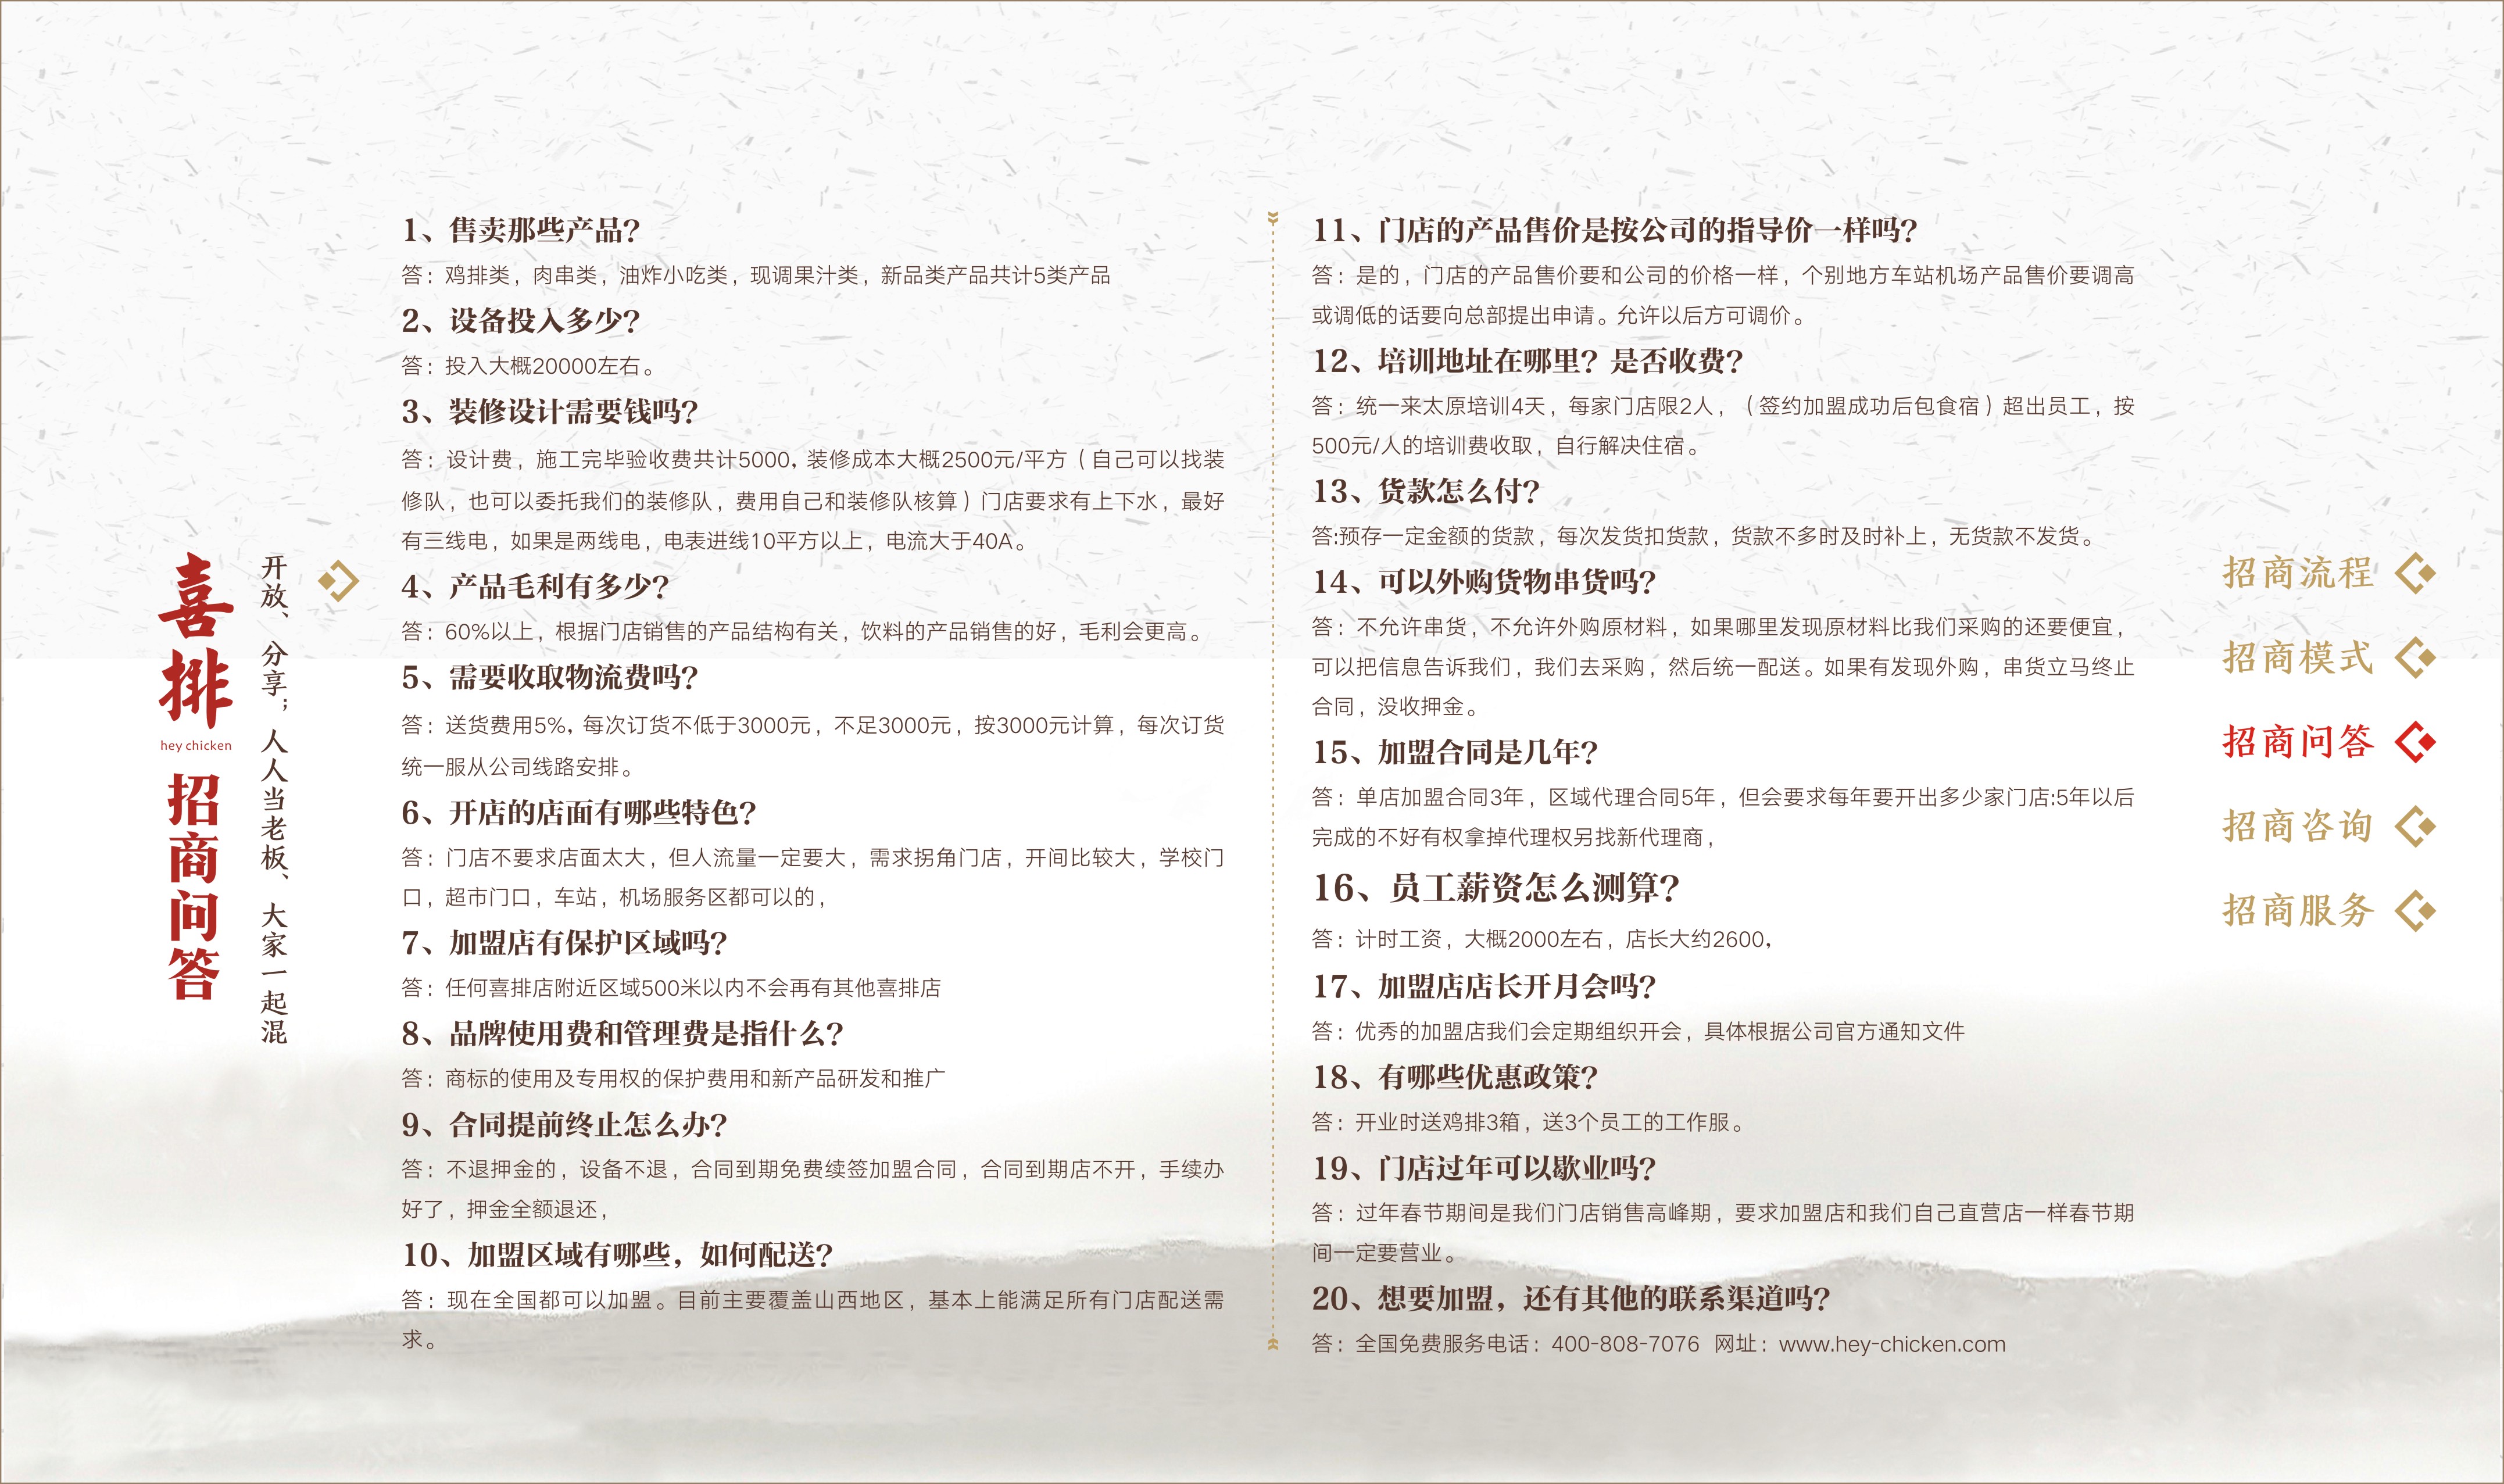 喜排
hey chicken
招商问答
开放、分享；人人当老板、大家一起混
1、售卖那些产品？
答：鸡排类，肉串类，油炸小吃类，现调果汁类，新品类产品共计5类产品
2、设备投入多少？
答：投入大概20000左右。
3、装修设计需要钱吗？
答：设计费，施工完毕验收费共计5000，装修成本大概2500元/平方（自己可以找装
修队，也可以委托我们的装修队，费用自己和装修队核算）门店要求有上下水，最好
有三线电，如果是两线电，电表进线10平方以上，电流大于40A。
4、产品毛利有多少？
答：60%以上，根据门店销售的产品结构有关，饮料的产品销售的好，毛利会更高。
5、需要收取物流费吗？
答：送货费用5%，每次订货不低于3000元，不足3000元，按3000元计算，每次订货
统一服从公司线路安排。
6、开店的店面有哪些特色？
答：门店不要求店面太大，但人流量一定要大，需求拐角门店，开间比较大，学校门
口，超市门口，车站，机场服务区都可以的，
7、加盟店有保护区域吗？
答：任何喜排店附近区域500米以内不会再有其他喜排店
8、品牌使用费和管理费是指什么？
答：商标的使用及专用权的保护费用和新产品研发和推广
9、合同提前终止怎么办？
答：不退押金的，设备不退，合同到期免费续签加盟合同，合同到期店不开，手续办
好了，押金全额退还，
10、加盟区域有哪些，如何配送？
答：现在全国都可以加盟。目前主要覆盖山西地区，基本上能满足所有门店配送需
求。
11、门店的产品售价是按公司的指导价一样吗？
答：是的，门店的产品售价要和公司的价格一样，个别地方车站机场产品售价要调高
或调低的话要向总部提出申请。允许以后方可调价。
12、培训地址在哪里？是否收费？
答：统一来太原培训4天，每家门店限2人，（签约加盟成功后包食宿）超出员工，按
500元/人的培训费收取，自行解决住宿。
13、货款怎么付？
答:预存一定金额的货款，每次发货扣货款，货款不多时及时补上，无货款不发货。
14、可以外购货物串货吗？
答：不允许串货，不允许外购原材料，如果哪里发现原材料比我们采购的还要便宜，
可以把信息告诉我们，我们去采购，然后统一配送。如果有发现外购，串货立马终止
合同，没收押金。
15、加盟合同是几年？
答：单店加盟合同3年，区域代理合同5年，但会要求每年要开出多少家门店:5年以后
完成的不好有权拿掉代理权另找新代理商，
16、员工薪资怎么测算？
答：计时工资，大概2000左右，店长大约2600，
17、加盟店店长开月会吗？
答：优秀的加盟店我们会定期组织开会，具体根据公司官方通知文件
18、有哪些优惠政策？
答：开业时送鸡排3箱，送3个员工的工作服。
19、门店过年可以歇业吗？
答：过年春节期间是我们门店销售高峰期，要求加盟店和我们自己直营店一样春节期
间一定要营业。
20、想要加盟，还有其他的联系渠道吗？
答：全国免费服务电话：400-808-7076 网址：www.hey-chicken.com
招商流程
招商模式
招商问答
招商咨询
招商服务